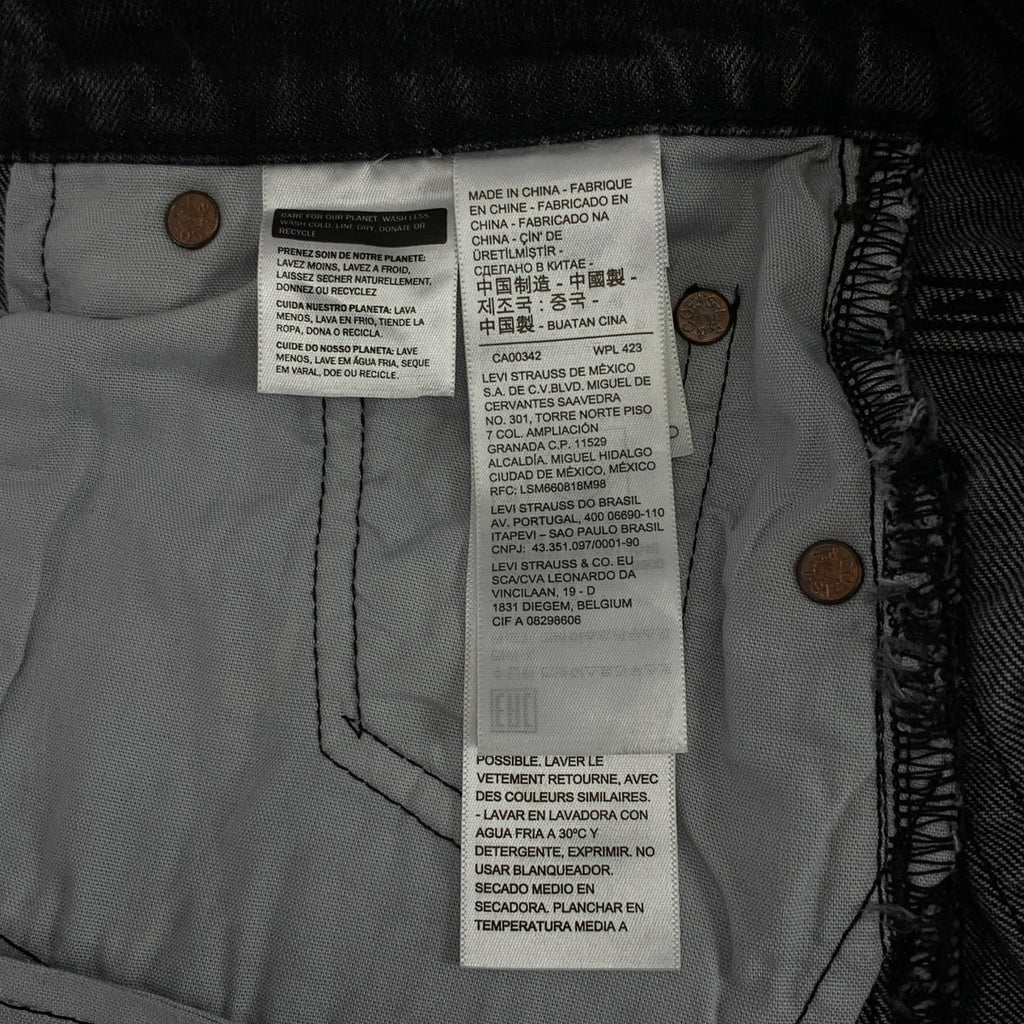 CARE FOR OUR PLANET: WASH LESS,
WASH COLD, LINE DRY, DONATE OR
RECYCLE
PRENEZ SOIN DE NOTRE PLANETE:
LAVEZ MOINS, LAVEZ A FROID,
LAISSEZ SECHER NATURELLEMENT,
DONNEZ OU RECYCLEZ
CUIDA NUESTRO PLANETA: LAVA
MENOS, LAVA EN FRIO, TIENDE LA
ROPA, DONA O RECICLA.
CUIDE DO NOSSO PLANETA: LAVE
MENOS, LAVE EM ÁGUA FRIA, SEQUE
EM VARAL, DOE OU RECICLE.
MADE IN CHINA - FABRIQUE
EN CHINE - FABRICADO EN
CHINA - FABRICADO NA
CHINA - ÇİN' DE
ÜRETİLMİŞTİR -
СДЕЛАНО В КИТАЕ -
中国制造 - 中國製 -
제조국 : 중국 -
中国製 - BUATAN CINA
CA00342 WPL 423
LEVI STRAUSS DE MÉXICO
S.A. DE C.V.BLVD. MIGUEL DE
CERVANTES SAAVEDRA
NO. 301, TORRE NORTE PISO
7 COL. AMPLIACIÓN
GRANADA C.P. 11529
ALCALDÍA, MIGUEL HIDALGO
CIUDAD DE MÉXICO, MÉXICO
RFC: LSM660818M98
LEVI STRAUSS DO BRASIL
AV. PORTUGAL, 400 06690-110
ITAPEVI – SAO PAULO BRASIL
CNPJ: 43.351.097/0001-90
LEVI STRAUSS & CO. EU
SCA/CVA LEONARDO DA
VINCILAAN, 19 - D
1831 DIEGEM, BELGIUM
CIF A 08298606
EAC
POSSIBLE. LAVER LE
VETEMENT RETOURNE, AVEC
DES COULEURS SIMILAIRES.
- LAVAR EN LAVADORA CON
AGUA FRIA A 30ºC Y
DETERGENTE, EXPRIMIR. NO
USAR BLANQUEADOR.
SECADO MEDIO EN
SECADORA. PLANCHAR EN
TEMPERATURA MEDIA A